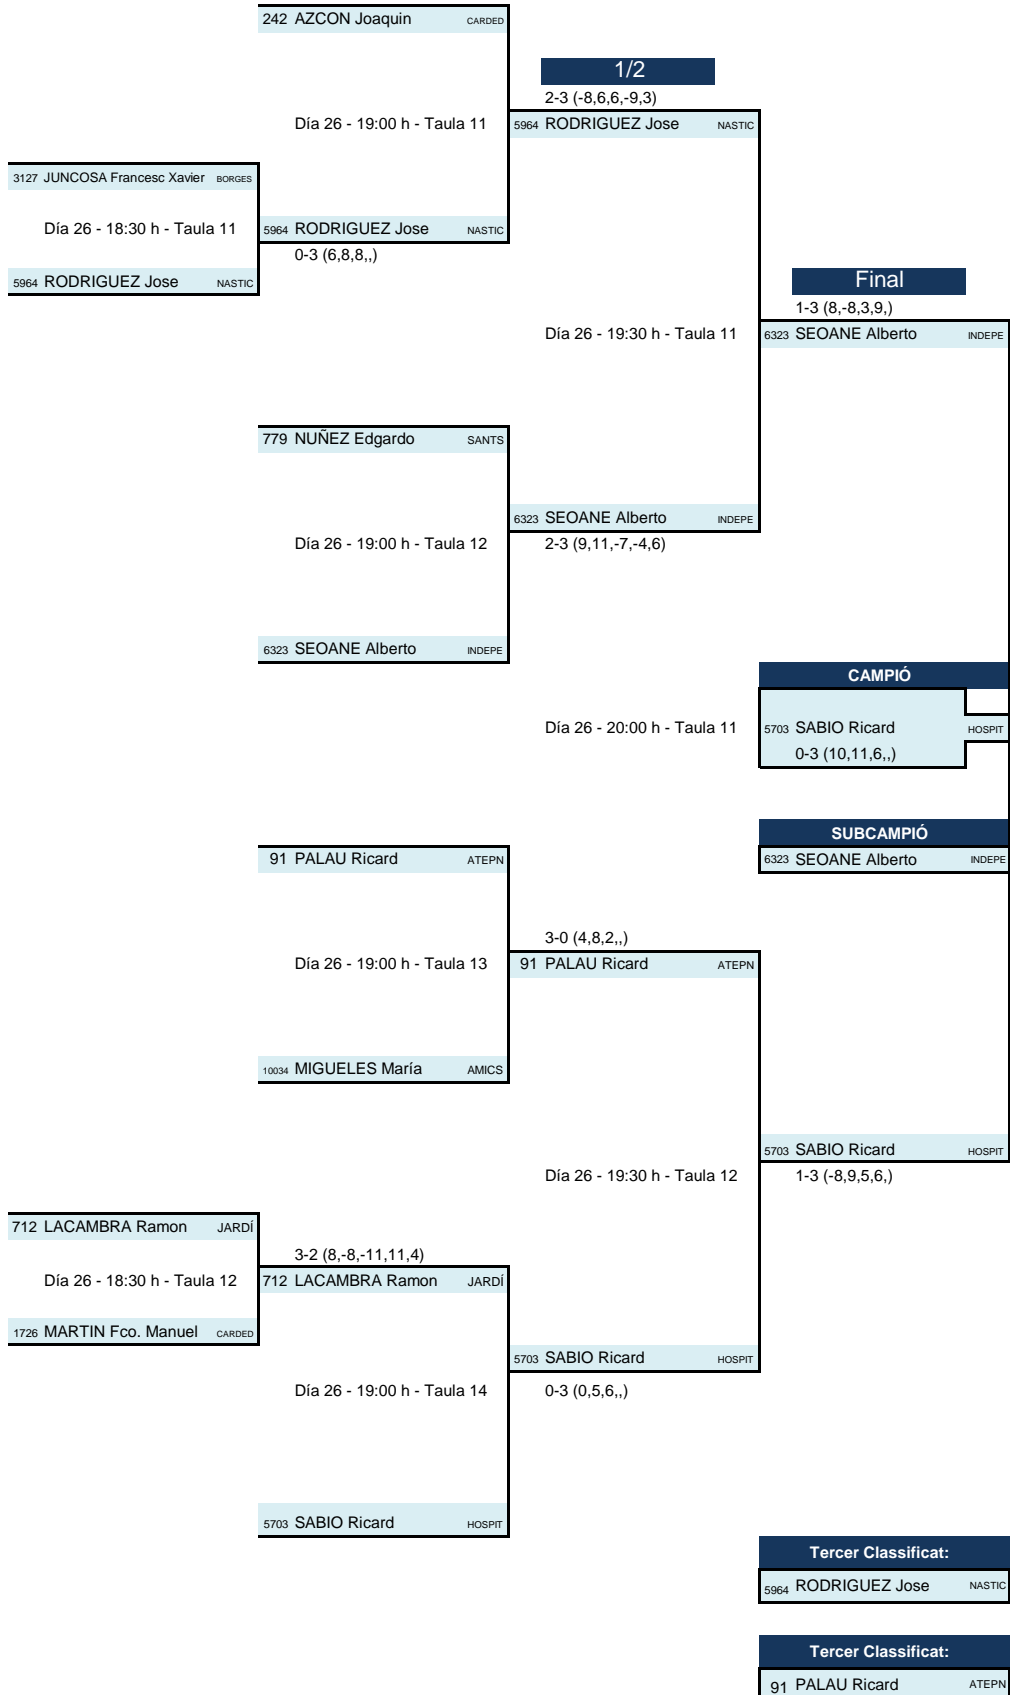 242 AZCON Joaquin CARDED
1/2
2-3 (-8,6,6,-9,3)
Día 26 - 19:00 h - Taula 11
5964 RODRIGUEZ Jose NASTIC
3127 JUNCOSA Francesc Xavier BORGES
Día 26 - 18:30 h - Taula 11
5964 RODRIGUEZ Jose NASTIC
0-3 (6,8,8,,)
5964 RODRIGUEZ Jose NASTIC
Final
1-3 (8,-8,3,9,)
Día 26 - 19:30 h - Taula 11
6323 SEOANE Alberto INDEPE
779 NUÑEZ Edgardo SANTS
6323 SEOANE Alberto INDEPE
Día 26 - 19:00 h - Taula 12
2-3 (9,11,-7,-4,6)
6323 SEOANE Alberto INDEPE
CAMPIÓ
Día 26 - 20:00 h - Taula 11
5703 SABIO Ricard HOSPIT
0-3 (10,11,6,,)
SUBCAMPIÓ
91 PALAU Ricard ATEPN
6323 SEOANE Alberto INDEPE
3-0 (4,8,2,,)
Día 26 - 19:00 h - Taula 13
91 PALAU Ricard ATEPN
10034 MIGUELES María AMICS
5703 SABIO Ricard HOSPIT
Día 26 - 19:30 h - Taula 12
1-3 (-8,9,5,6,)
712 LACAMBRA Ramon JARDÍ
3-2 (8,-8,-11,11,4)
Día 26 - 18:30 h - Taula 12
712 LACAMBRA Ramon JARDÍ
1726 MARTIN Fco. Manuel CARDED
5703 SABIO Ricard HOSPIT
Día 26 - 19:00 h - Taula 14
0-3 (0,5,6,,)
5703 SABIO Ricard HOSPIT
Tercer Classificat:
5964 RODRIGUEZ Jose NASTIC
Tercer Classificat:
91 PALAU Ricard ATEPN